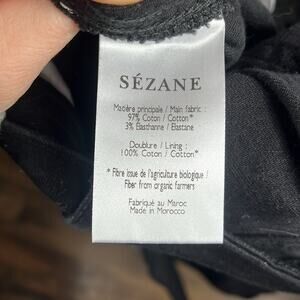 SÉZANE
Matière principale / Main fabric :
97% Coton / Cotton*
3% Élasthanne / Elastane
Doublure / Lining :
100% Coton / Cotton*
* Fibre issue de l'agriculture biologique /
Fiber from organic farmers
Fabriqué au Maroc
Made in Morocco